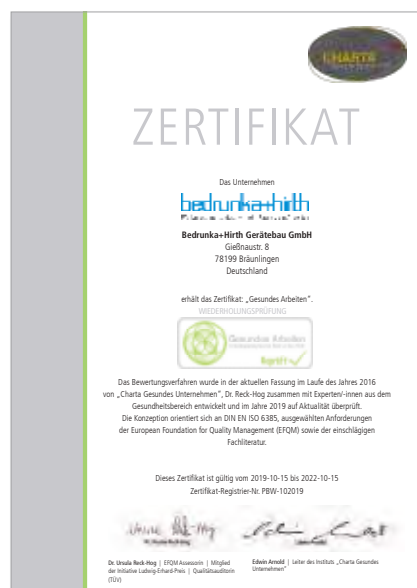 CHARTA
ZERTIFIKAT
Das Unternehmen
bedrunka+hirth
Bedrunka+Hirth Gerätebau GmbH
Gießnaustr. 8
78199 Bräunlingen
Deutschland
erhält das Zertifikat: „Gesundes Arbeiten“.
WIEDERHOLUNGSPRÜFUNG
Gesundes Arbeiten
Geprüft
Das Bewertungsverfahren wurde in der aktuellen Fassung im Laufe des Jahres 2016
von „Charta Gesundes Unternehmen“, Dr. Reck-Hog zusammen mit Experten/-innen aus dem
Gesundheitsbereich entwickelt und im Jahre 2019 auf Aktualität überprüft.
Die Konzeption orientiert sich an DIN EN ISO 6385, ausgewählten Anforderungen
der European Foundation for Quality Management (EFQM) sowie der einschlägigen
Fachliteratur.
Dieses Zertifikat ist gültig vom 2019-10-15 bis 2022-10-15
Zertifikat-Registrier-Nr. PBW-102019
Dr. Ursula Reck-Hog | EFQM Assessorin | Mitglied
der Initiative Ludwig-Erhard-Preis | Qualitätsauditorin
(TÜV)
Edwin Arnold | Leiter des Instituts „Charta Gesundes
Unternehmen“